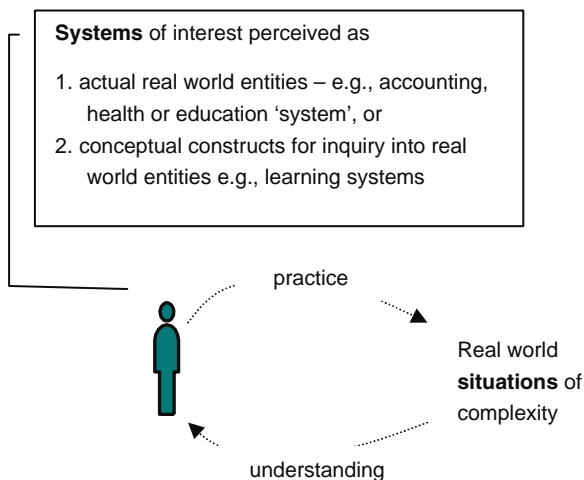 Systems of interest perceived as
1. actual real world entities – e.g., accounting,
health or education ‘system’, or
2. conceptual constructs for inquiry into real
world entities e.g., learning systems
practice
Real world
situations of
complexity
understanding